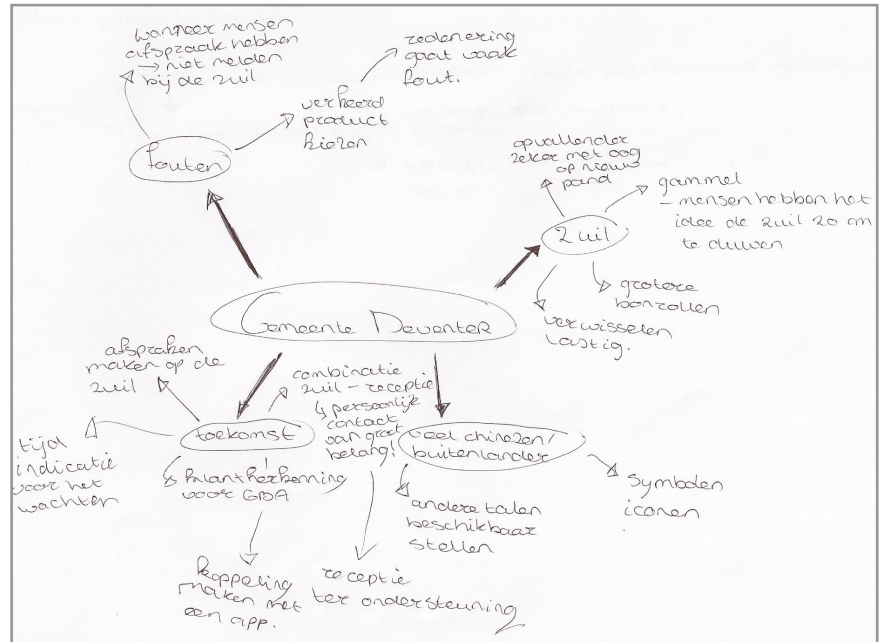 wanneer mensen
afspraak hebben
→ niet melden
bij de zuil
redenering
gaat vaak
fout.
verkeerd
product
kiezen
fouten
opvallender
zeker met oog
op nieuw
pand
gammel
- mensen hebben het
idee de zuil zo om
te duwen
zuil
grotere
bonrollen
verwisselen
lastig.
Gemeente Deventer
afspraken
maken op de
zuil
combinatie
zuil - receptie
↳ persoonlijk
contact
van groot
belang!
toekomst
veel chinezen/
buitenlander
tijd
indicatie
voor het
wachten
klantherkenning
voor GBA
symbolen
iconen
andere talen
beschikbaar
stellen
koppeling
maken met
een app.
receptie
ter ondersteuning